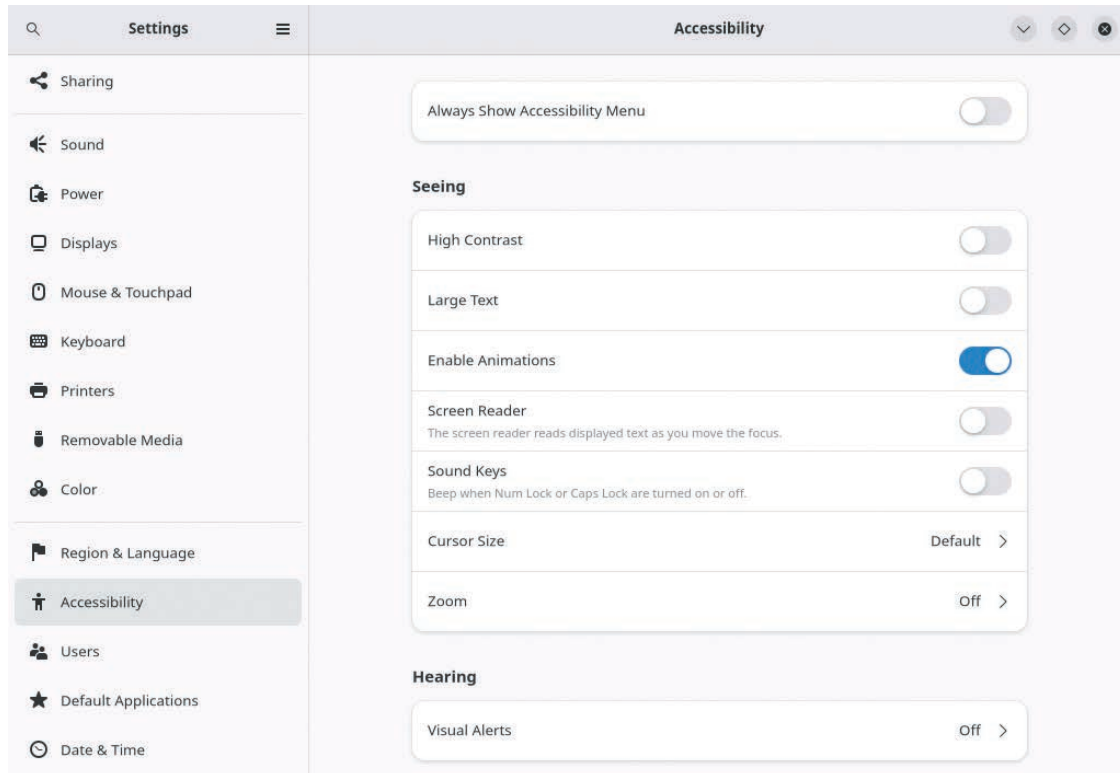 Settings
Accessibility
Sharing
Sound
Power
Displays
Mouse & Touchpad
Keyboard
Printers
Removable Media
Color
Region & Language
Accessibility
Users
Default Applications
Date & Time
Always Show Accessibility Menu
Seeing
High Contrast
Large Text
Enable Animations
Screen Reader
The screen reader reads displayed text as you move the focus.
Sound Keys
Beep when Num Lock or Caps Lock are turned on or off.
Cursor Size Default
Zoom Off
Hearing
Visual Alerts Off